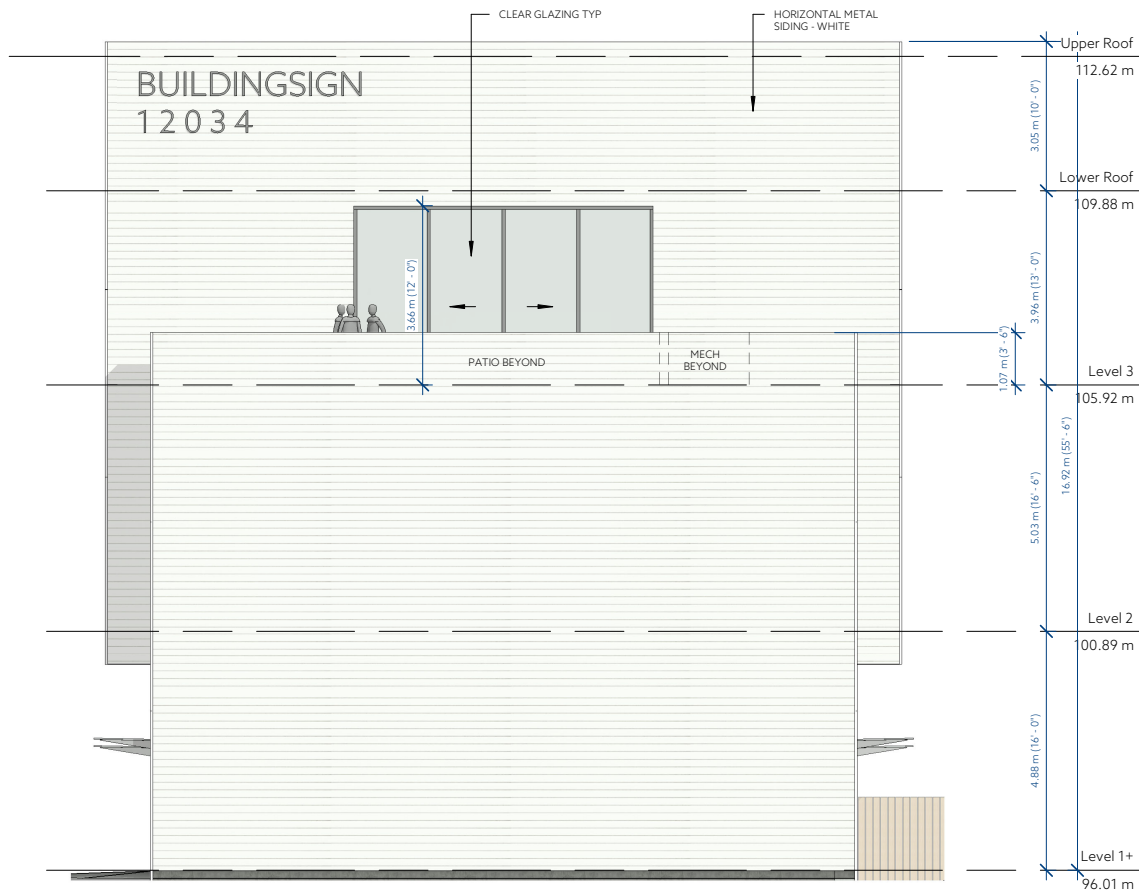 CLEAR GLAZING TYP
HORIZONTAL METAL
SIDING - WHITE
Upper Roof
112.62 m
BUILDINGSIGN
12034
3.05 m (10' - 0")
Lower Roof
109.88 m
3.66 m (12' - 0")
3.96 m (13' - 0")
PATIO BEYOND
MECH
BEYOND
1.07 m (3' - 6")
Level 3
105.92 m
16.92 m (55' - 6")
5.03 m (16' - 6")
Level 2
100.89 m
4.88 m (16' - 0")
Level 1+
96.01 m